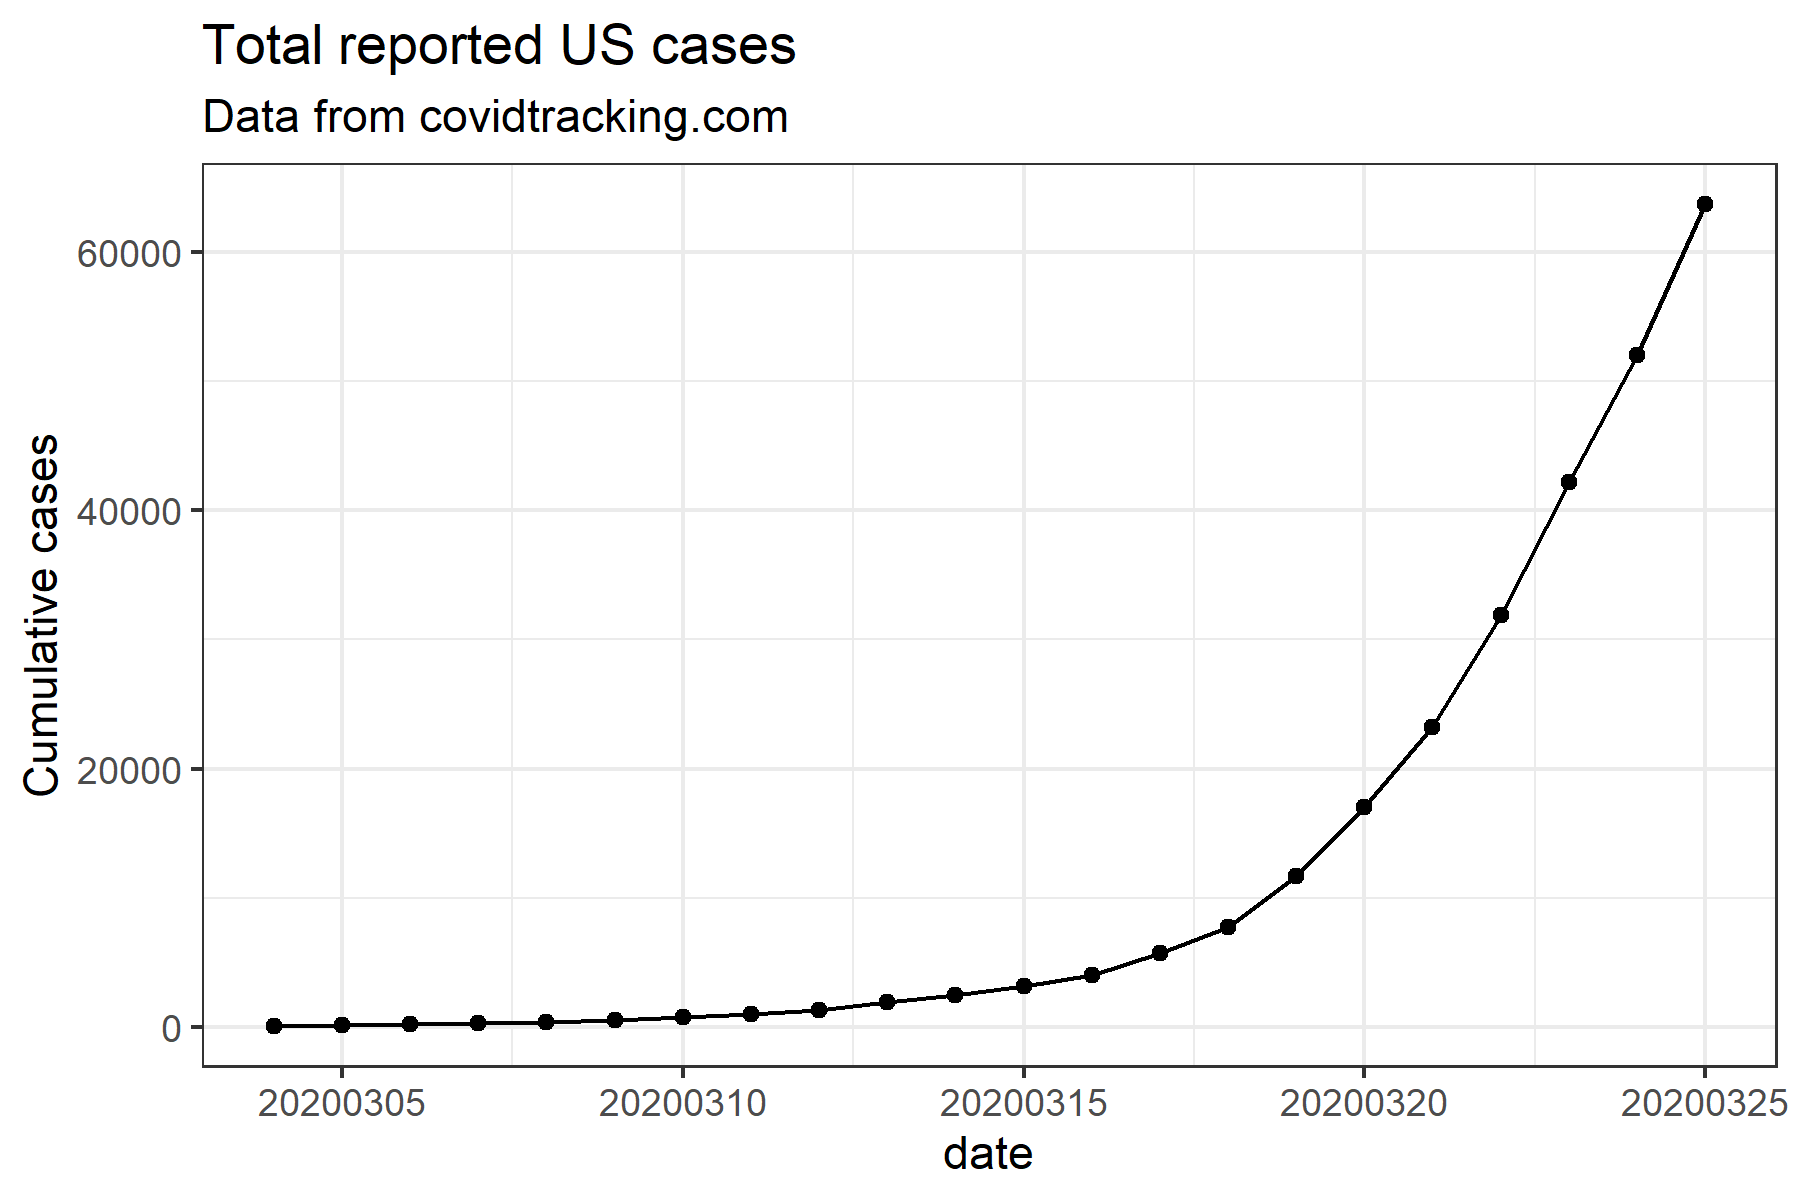 Total reported US cases
Data from covidtracking.com
Cumulative cases
60000
40000
20000
0
20200305 20200310 20200315 20200320 20200325
date